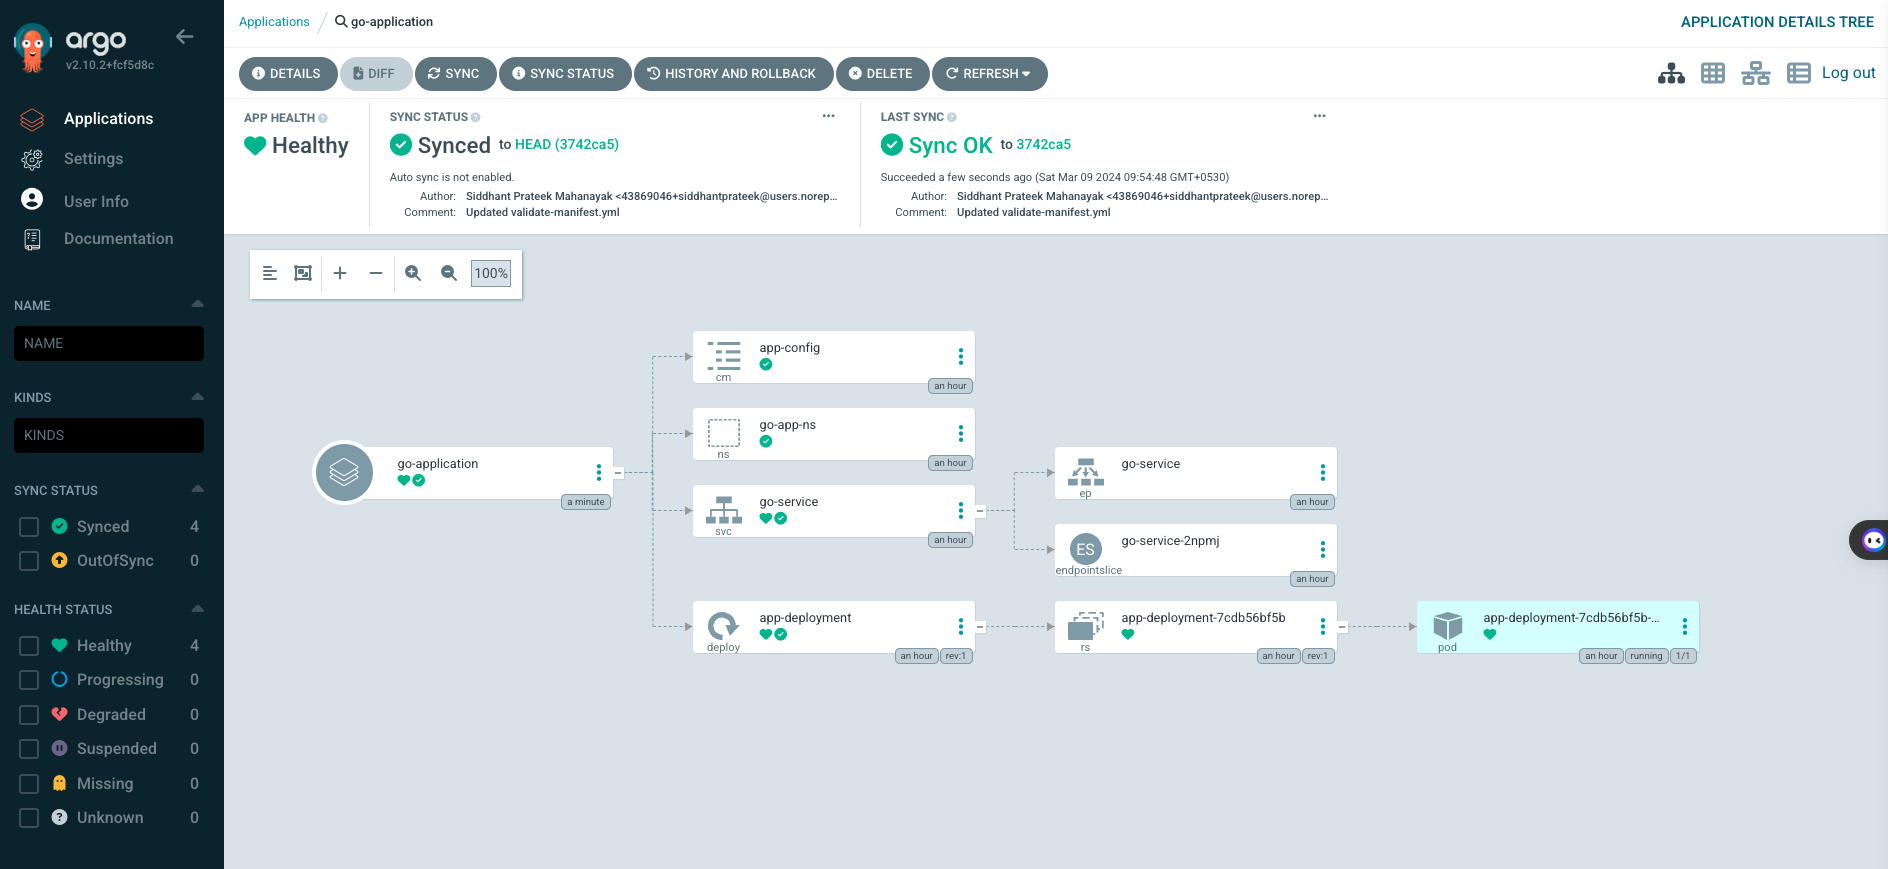 argo
v2.10.2+fcf5d8c
Applications
Settings
User Info
Documentation
NAME
NAME
KINDS
KINDS
SYNC STATUS
Synced 4
OutOfSync 0
HEALTH STATUS
Healthy 4
Progressing 0
Degraded 0
Suspended 0
Missing 0
? Unknown 0
Applications / go-application
APPLICATION DETAILS TREE
DETAILS DIFF SYNC SYNC STATUS HISTORY AND ROLLBACK DELETE REFRESH
Log out
APP HEALTH ?
Healthy
SYNC STATUS ? ...
Synced to HEAD (3742ca5)
Auto sync is not enabled.
Author: Siddhant Prateek Mahanayak <43869046+siddhantprateek@users.norep...
Comment: Updated validate-manifest.yml
LAST SYNC ? ...
Sync OK to 3742ca5
Succeeded a few seconds ago (Sat Mar 09 2024 09:54:48 GMT+0530)
Author: Siddhant Prateek Mahanayak <43869046+siddhantprateek@users.norep...
Comment: Updated validate-manifest.yml
100%
go-application
a minute
app-config
cm
an hour
go-app-ns
ns
an hour
go-service
svc
an hour
app-deployment
deploy
an hour rev:1
go-service
ep
an hour
ES
go-service-2npmj
endpointslice
an hour
app-deployment-7cdb56bf5b
rs
an hour rev:1
app-deployment-7cdb56bf5b-...
pod
an hour running 1/1